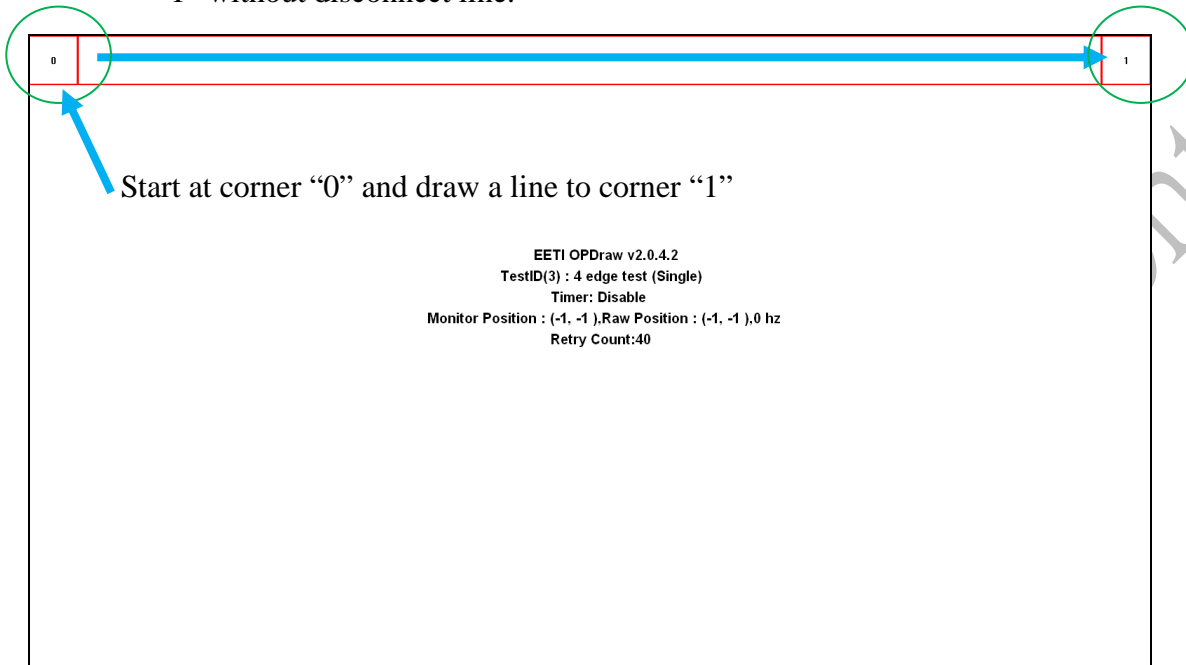 1” without disconnect line.
0
1
Start at corner “0” and draw a line to corner “1”
EETI OPDraw v2.0.4.2
TestID(3) : 4 edge test (Single)
Timer: Disable
Monitor Position : (-1, -1 ),Raw Position : (-1, -1 ),0 hz
Retry Count:40